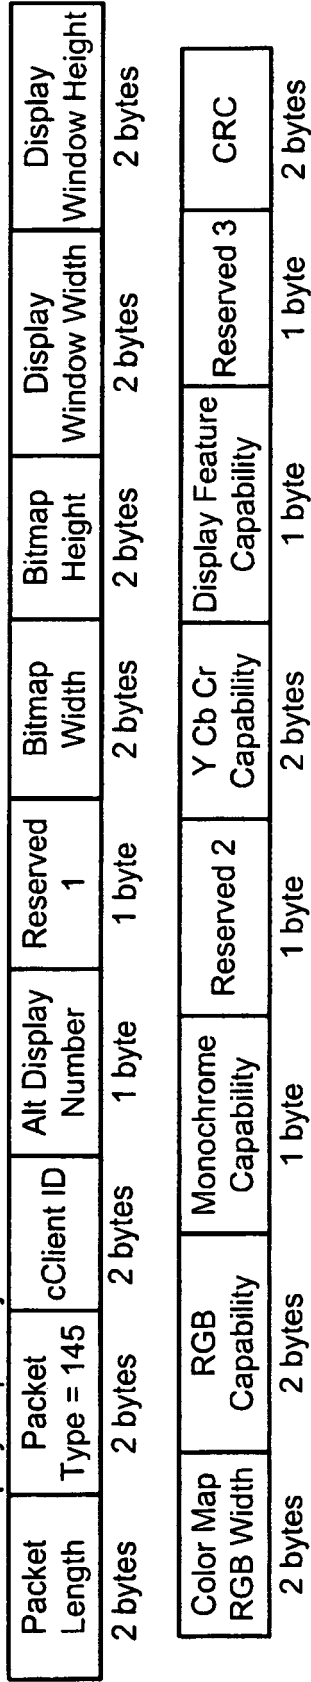 Packet Length
Packet Type = 145
cClient ID
Alt Display Number
Reserved 1
Bitmap Width
Bitmap Height
Display Window Width
Display Window Height
2 bytes
2 bytes
2 bytes
1 byte
1 byte
2 bytes
2 bytes
2 bytes
2 bytes
Color Map RGB Width
RGB Capability
Monochrome Capability
Reserved 2
Y Cb Cr Capability
Display Feature Capability
Reserved 3
CRC
2 bytes
2 bytes
1 byte
1 byte
2 bytes
1 byte
1 byte
2 bytes